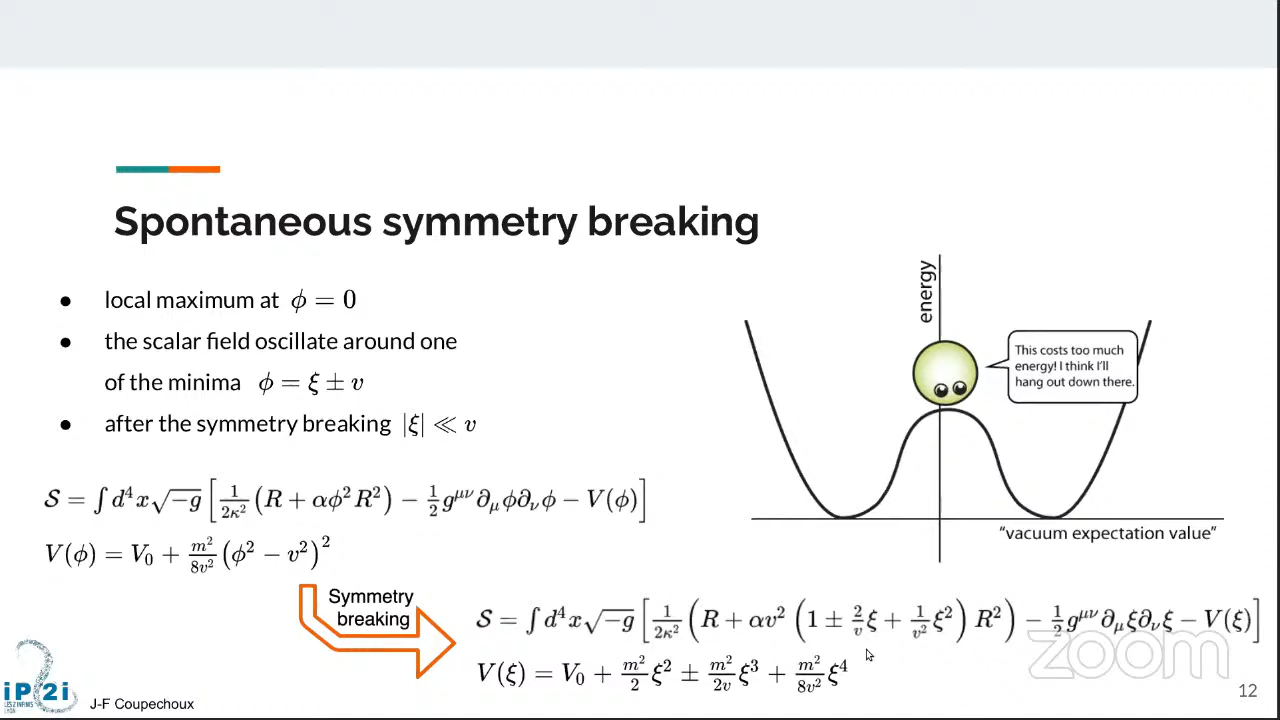 Spontaneous symmetry breaking
● local maximum at ϕ = 0
● the scalar field oscillate around one
of the minima ϕ = ξ ± v
● after the symmetry breaking |ξ| ≪ v
energy
This costs too much
energy! I think I'll
hang out down there.
"vacuum expectation value"
𝒮 = ∫ d⁴x√−g [ 1/2κ² (R + αϕ²R²) − 1/2 g^{μν}∂_μϕ∂_νϕ − V(ϕ) ]
V(ϕ) = V₀ + m²/8v² (ϕ² − v²)²
Symmetry
breaking
𝒮 = ∫ d⁴x√−g [ 1/2κ² (R + αv² (1 ± 2/v ξ + 1/v² ξ²) R²) − 1/2 g^{μν}∂_μξ∂_νξ − V(ξ) ]
V(ξ) = V₀ + m²/2 ξ² ± m²/2v ξ³ + m²/8v² ξ⁴
zoom
iP2i
J-F Coupechoux
12